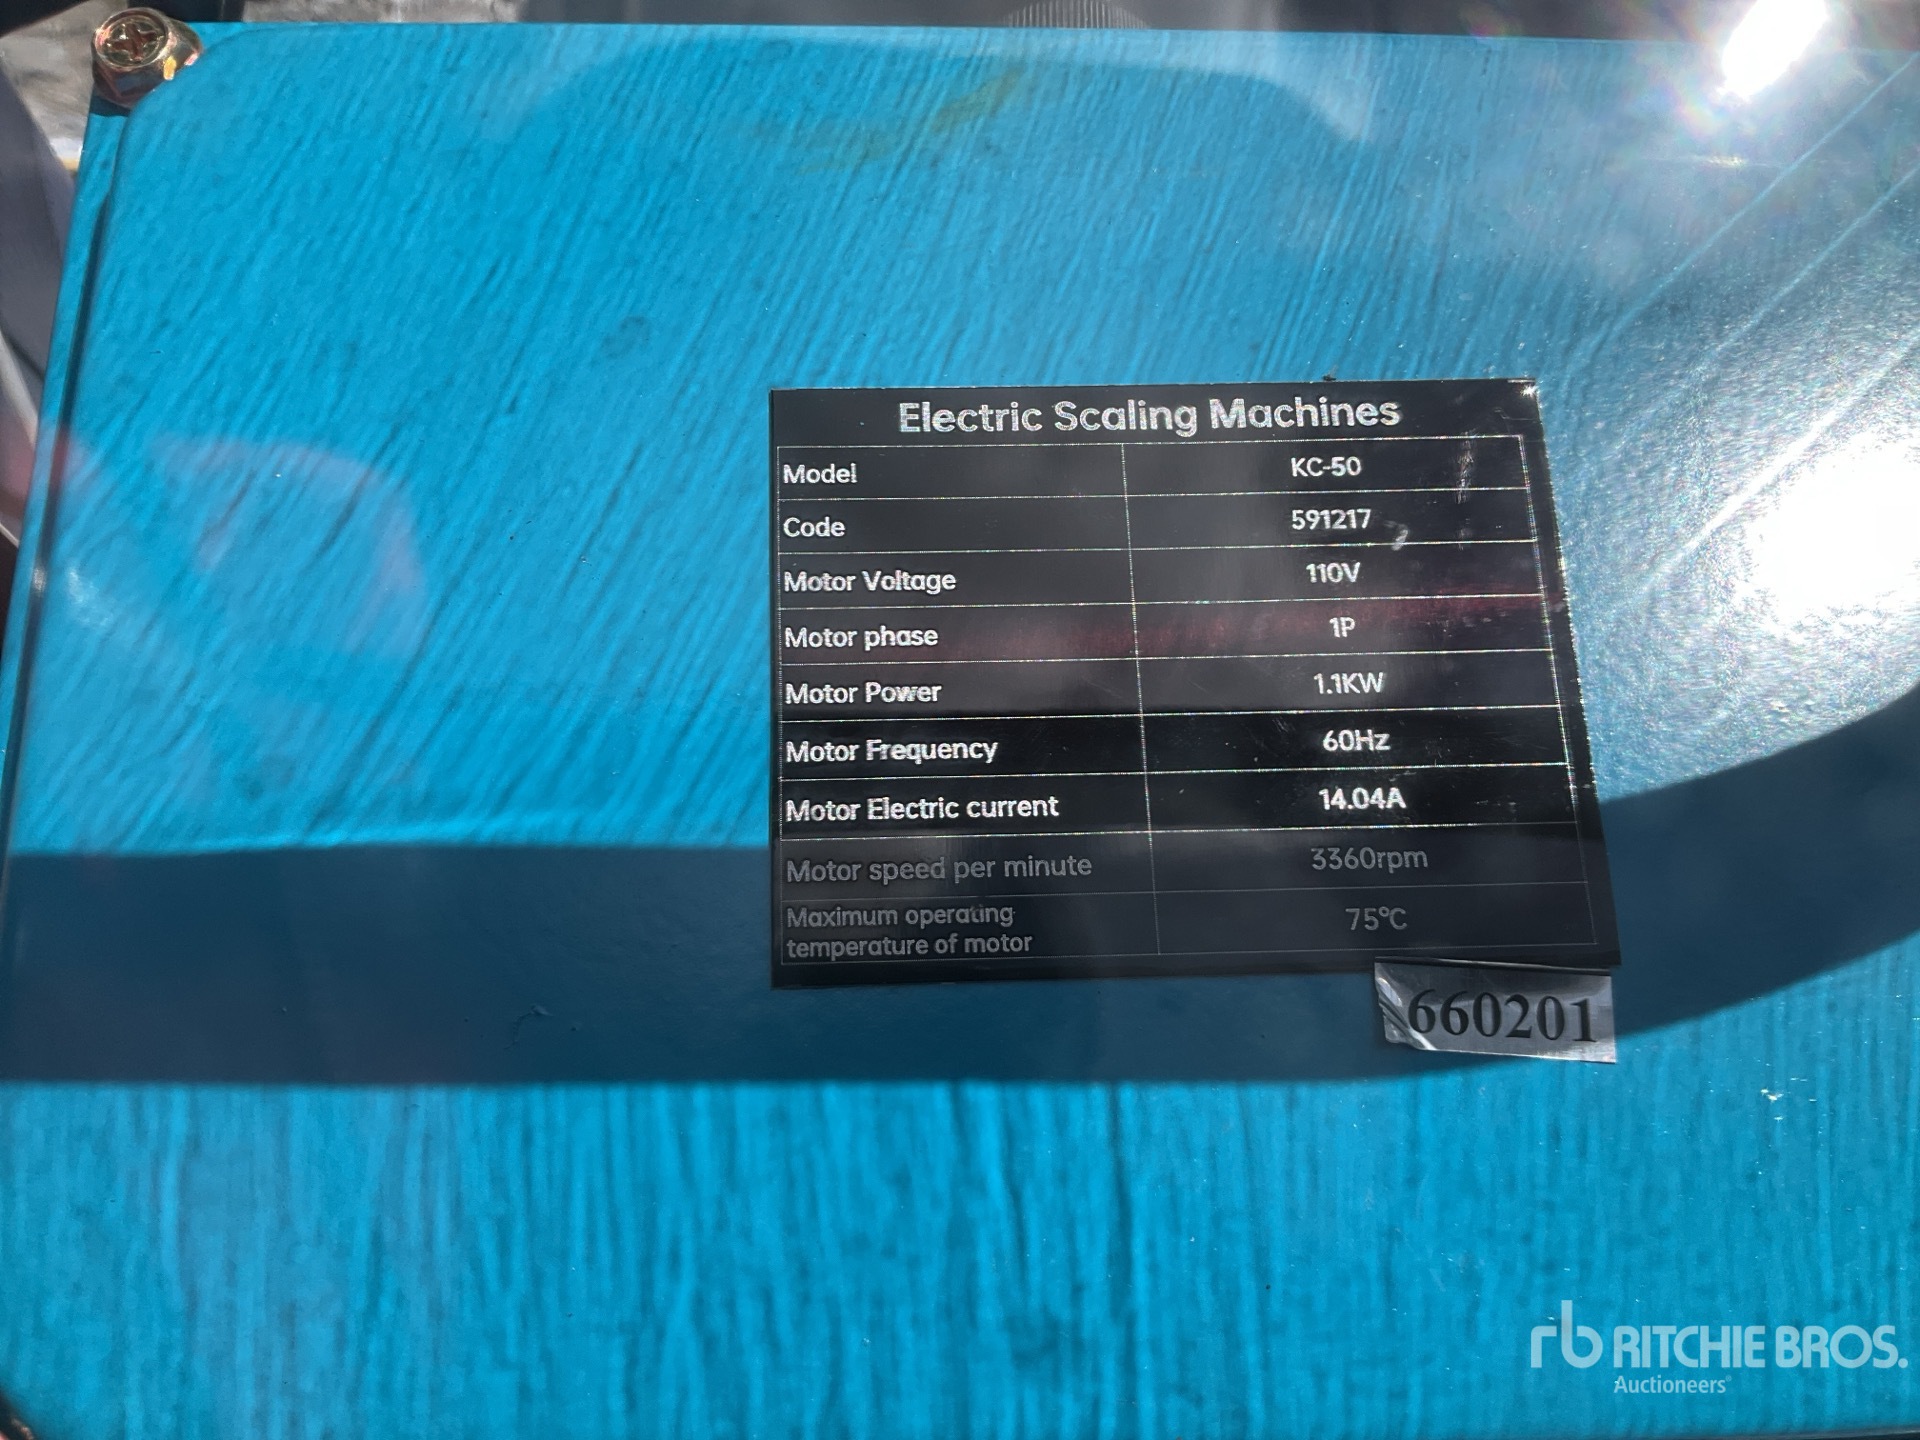 Electric Scaling Machines
Model KC-50
Code 591217
Motor Voltage 110V
Motor phase 1P
Motor Power 1.1KW
Motor Frequency 60Hz
Motor Electric current 14.04A
Motor speed per minute 3360rpm
Maximum operating
temperature of motor 75℃
660201
rb RITCHIE BROS.
Auctioneers®